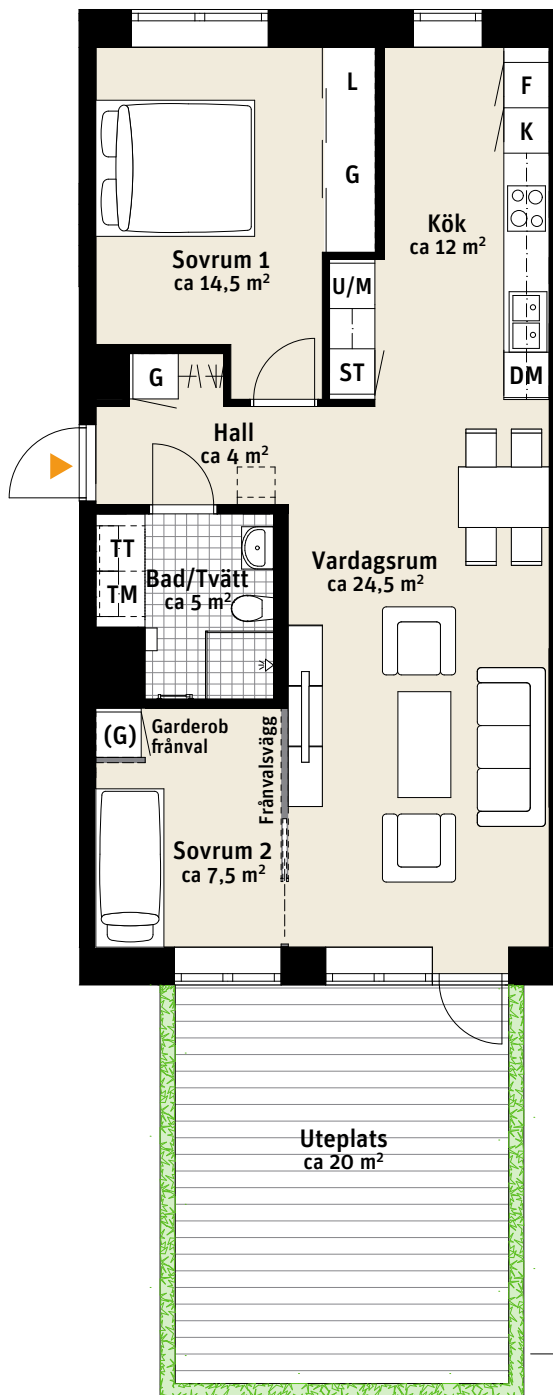 L
F
K
G
Kök
ca 12 m²
Sovrum 1
ca 14,5 m²
U/M
ST
DM
G
Hall
ca 4 m²
TT
TM
Bad/Tvätt
ca 5 m²
Vardagsrum
ca 24,5 m²
(G)
Garderob
frånval
Frånvalsvägg
Sovrum 2
ca 7,5 m²
Uteplats
ca 20 m²